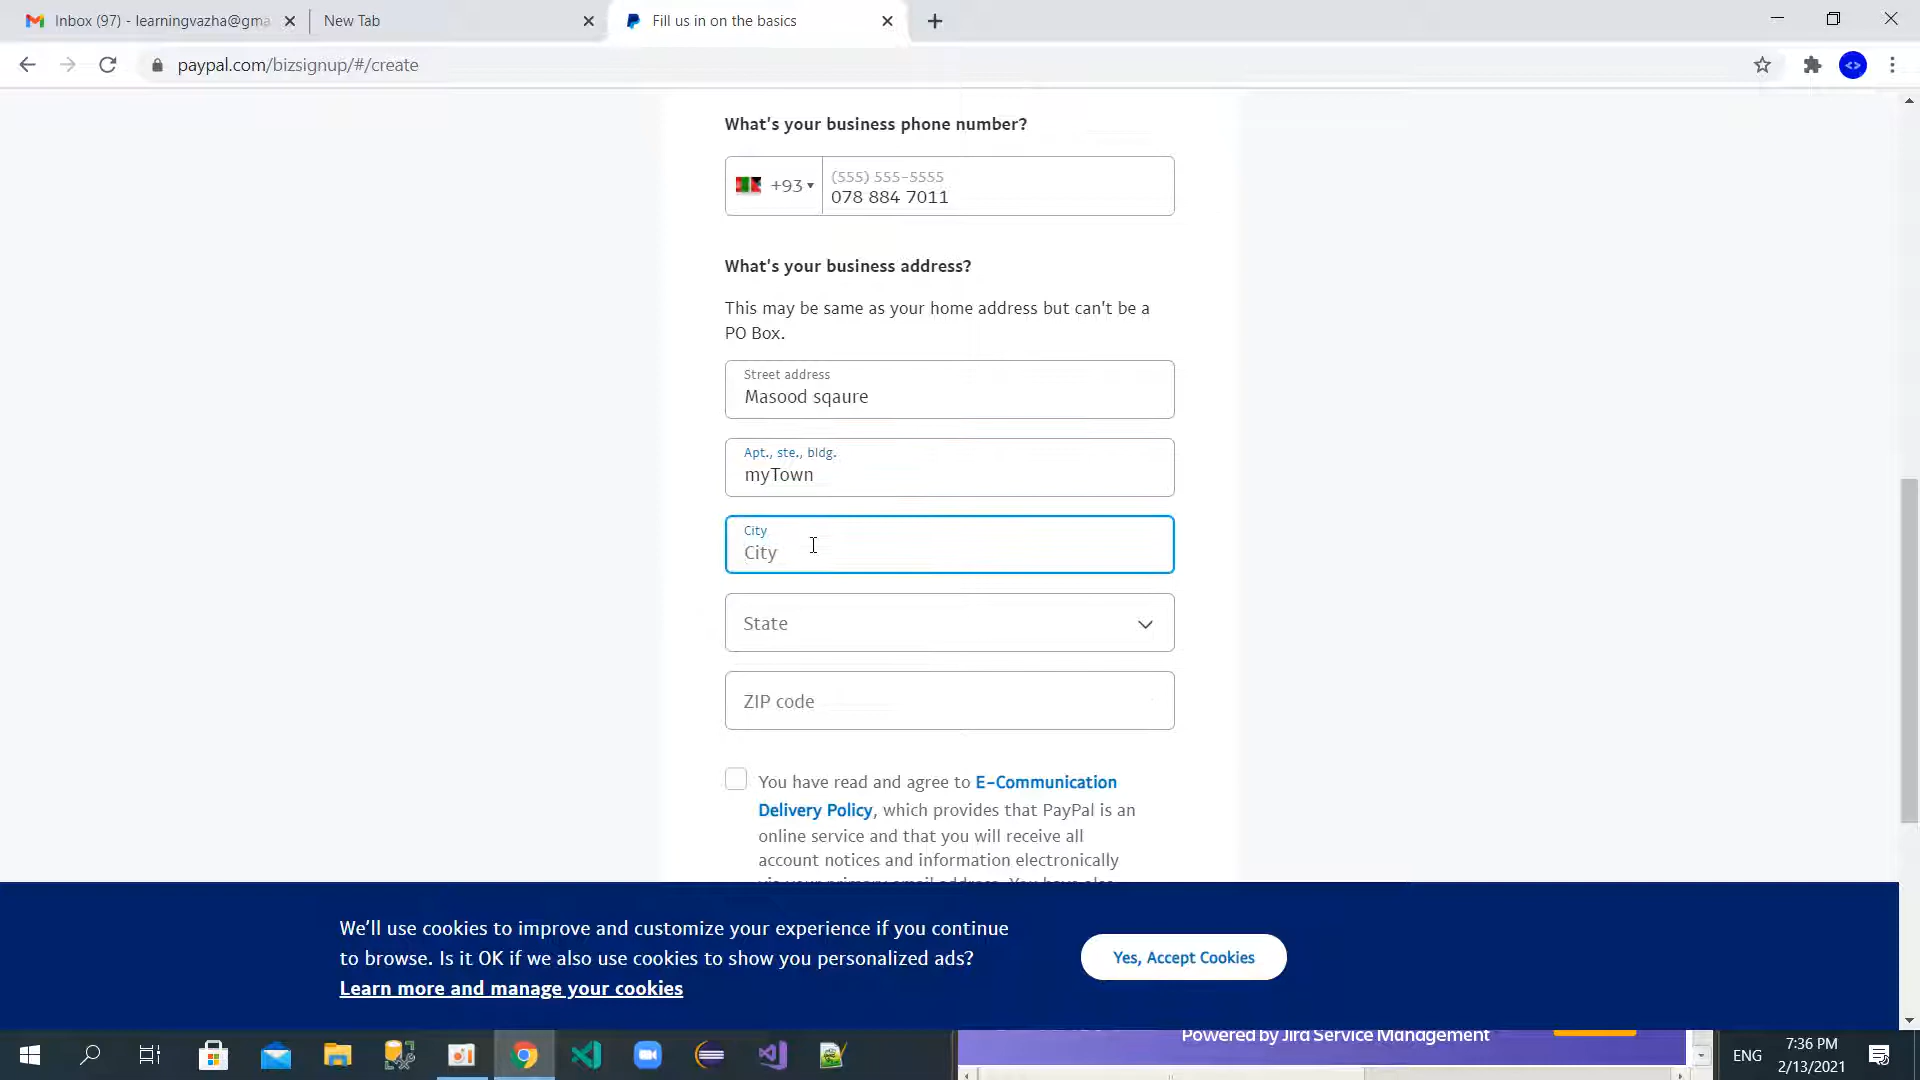 Inbox (97) - learningvazha@gma
New Tab
Fill us in on the basics
paypal.com/bizsignup/#/create
What's your business phone number?
+93
(555) 555-5555
078 884 7011
What's your business address?
This may be same as your home address but can't be a
PO Box.
Street address
Masood sqaure
Apt., ste., bldg.
myTown
City
City
State
ZIP code
You have read and agree to E-Communication
Delivery Policy, which provides that PayPal is an
online service and that you will receive all
account notices and information electronically
We'll use cookies to improve and customize your experience if you continue
to browse. Is it OK if we also use cookies to show you personalized ads?
Learn more and manage your cookies
Yes, Accept Cookies
Powered by Jira Service Management
ENG
7:36 PM
2/13/2021